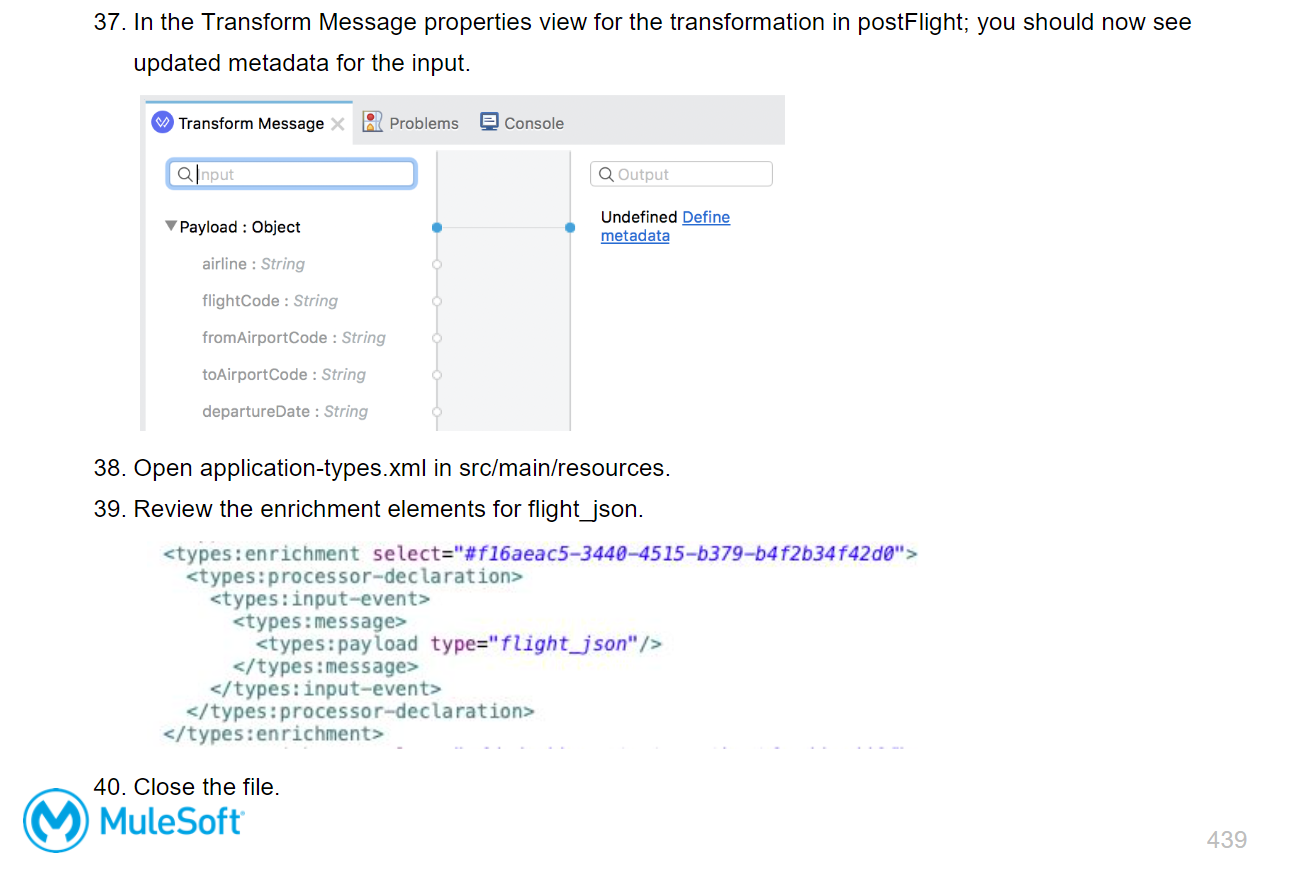 37. In the Transform Message properties view for the transformation in postFlight; you should now see
updated metadata for the input.
Transform Message Problems Console
Input Output
Payload : Object Undefined Define
metadata
airline : String
flightCode : String
fromAirportCode : String
toAirportCode : String
departureDate : String
38. Open application-types.xml in src/main/resources.
39. Review the enrichment elements for flight_json.
<types:enrichment select="#f16aeac5-3440-4515-b379-b4f2b34f42d0">
<types:processor-declaration>
<types:input-event>
<types:message>
<types:payload type="flight_json"/>
</types:message>
</types:input-event>
</types:processor-declaration>
</types:enrichment>
40. Close the file.
MuleSoft
439